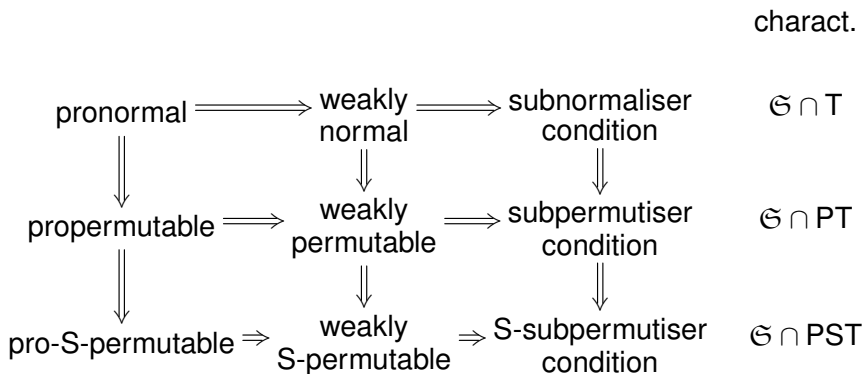 charact.
pronormal
weakly
normal
subnormaliser
condition
𝔖 ∩ T
propermutable
weakly
permutable
subpermutiser
condition
𝔖 ∩ PT
pro-S-permutable
weakly
S-permutable
S-subpermutiser
condition
𝔖 ∩ PST